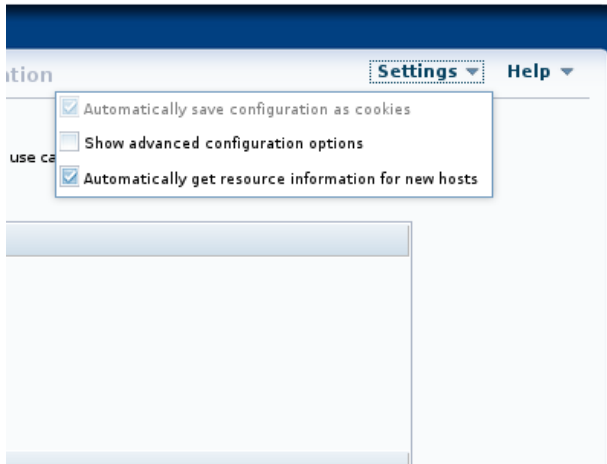 ation
Settings Help
Automatically save configuration as cookies
Show advanced configuration options
use ca
Automatically get resource information for new hosts